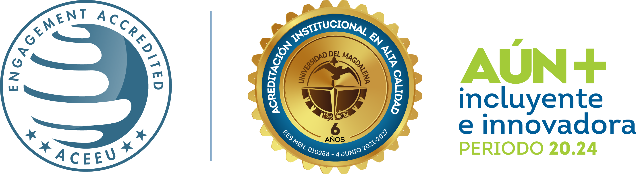 ENGAGEMENT ACCREDITED
ACEEU
ACREDITACIÓN INSTITUCIONAL EN ALTA CALIDAD
UNIVERSIDAD DEL MAGDALENA
6
AÑOS
AÚN+
incluyente
e innovadora
PERIODO 20.24